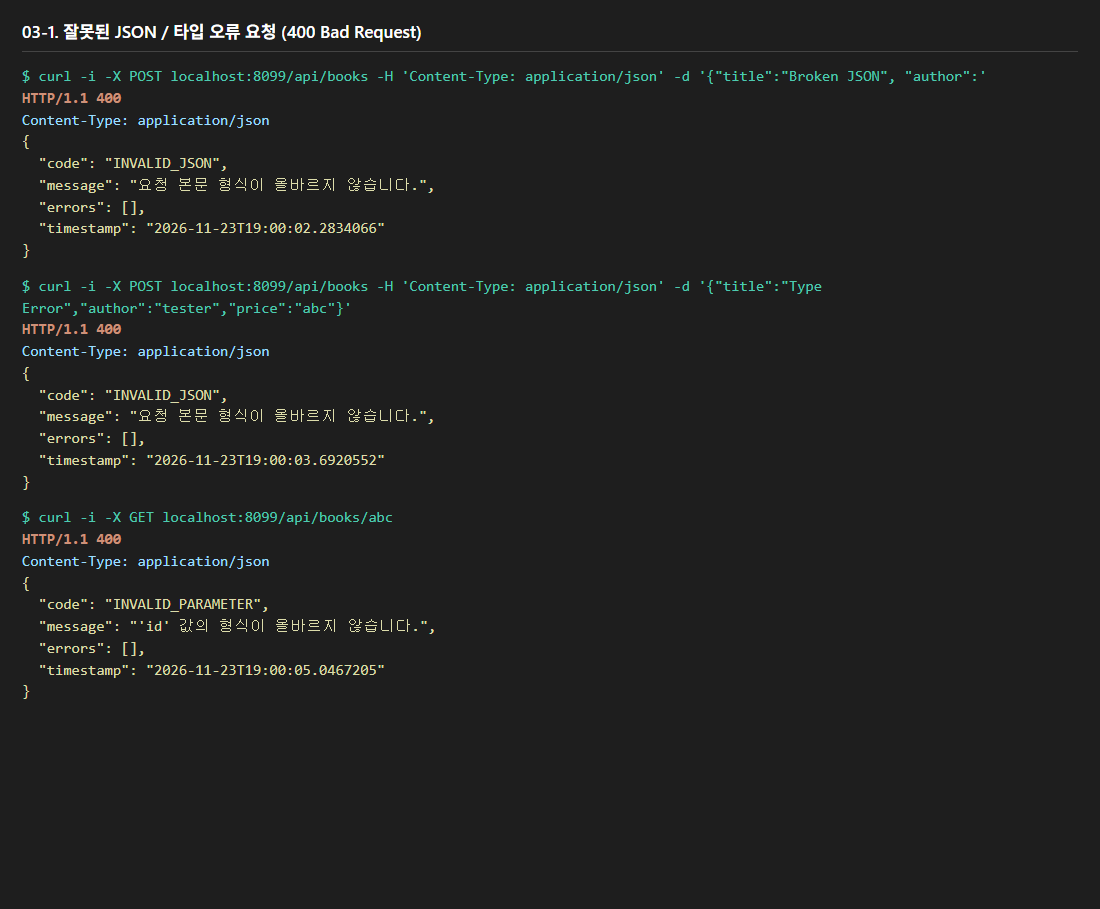 03-1. 잘못된 JSON / 타입 오류 요청 (400 Bad Request)
$ curl -i -X POST localhost:8099/api/books -H 'Content-Type: application/json' -d '{"title":"Broken JSON", "author":'
HTTP/1.1 400
Content-Type: application/json
{
  "code": "INVALID_JSON",
  "message": "요청 본문 형식이 올바르지 않습니다.",
  "errors": [],
  "timestamp": "2026-11-23T19:00:02.2834066"
}
$ curl -i -X POST localhost:8099/api/books -H 'Content-Type: application/json' -d '{"title":"Type
Error","author":"tester","price":"abc"}'
HTTP/1.1 400
Content-Type: application/json
{
  "code": "INVALID_JSON",
  "message": "요청 본문 형식이 올바르지 않습니다.",
  "errors": [],
  "timestamp": "2026-11-23T19:00:03.6920552"
}
$ curl -i -X GET localhost:8099/api/books/abc
HTTP/1.1 400
Content-Type: application/json
{
  "code": "INVALID_PARAMETER",
  "message": "'id' 값의 형식이 올바르지 않습니다.",
  "errors": [],
  "timestamp": "2026-11-23T19:00:05.0467205"
}